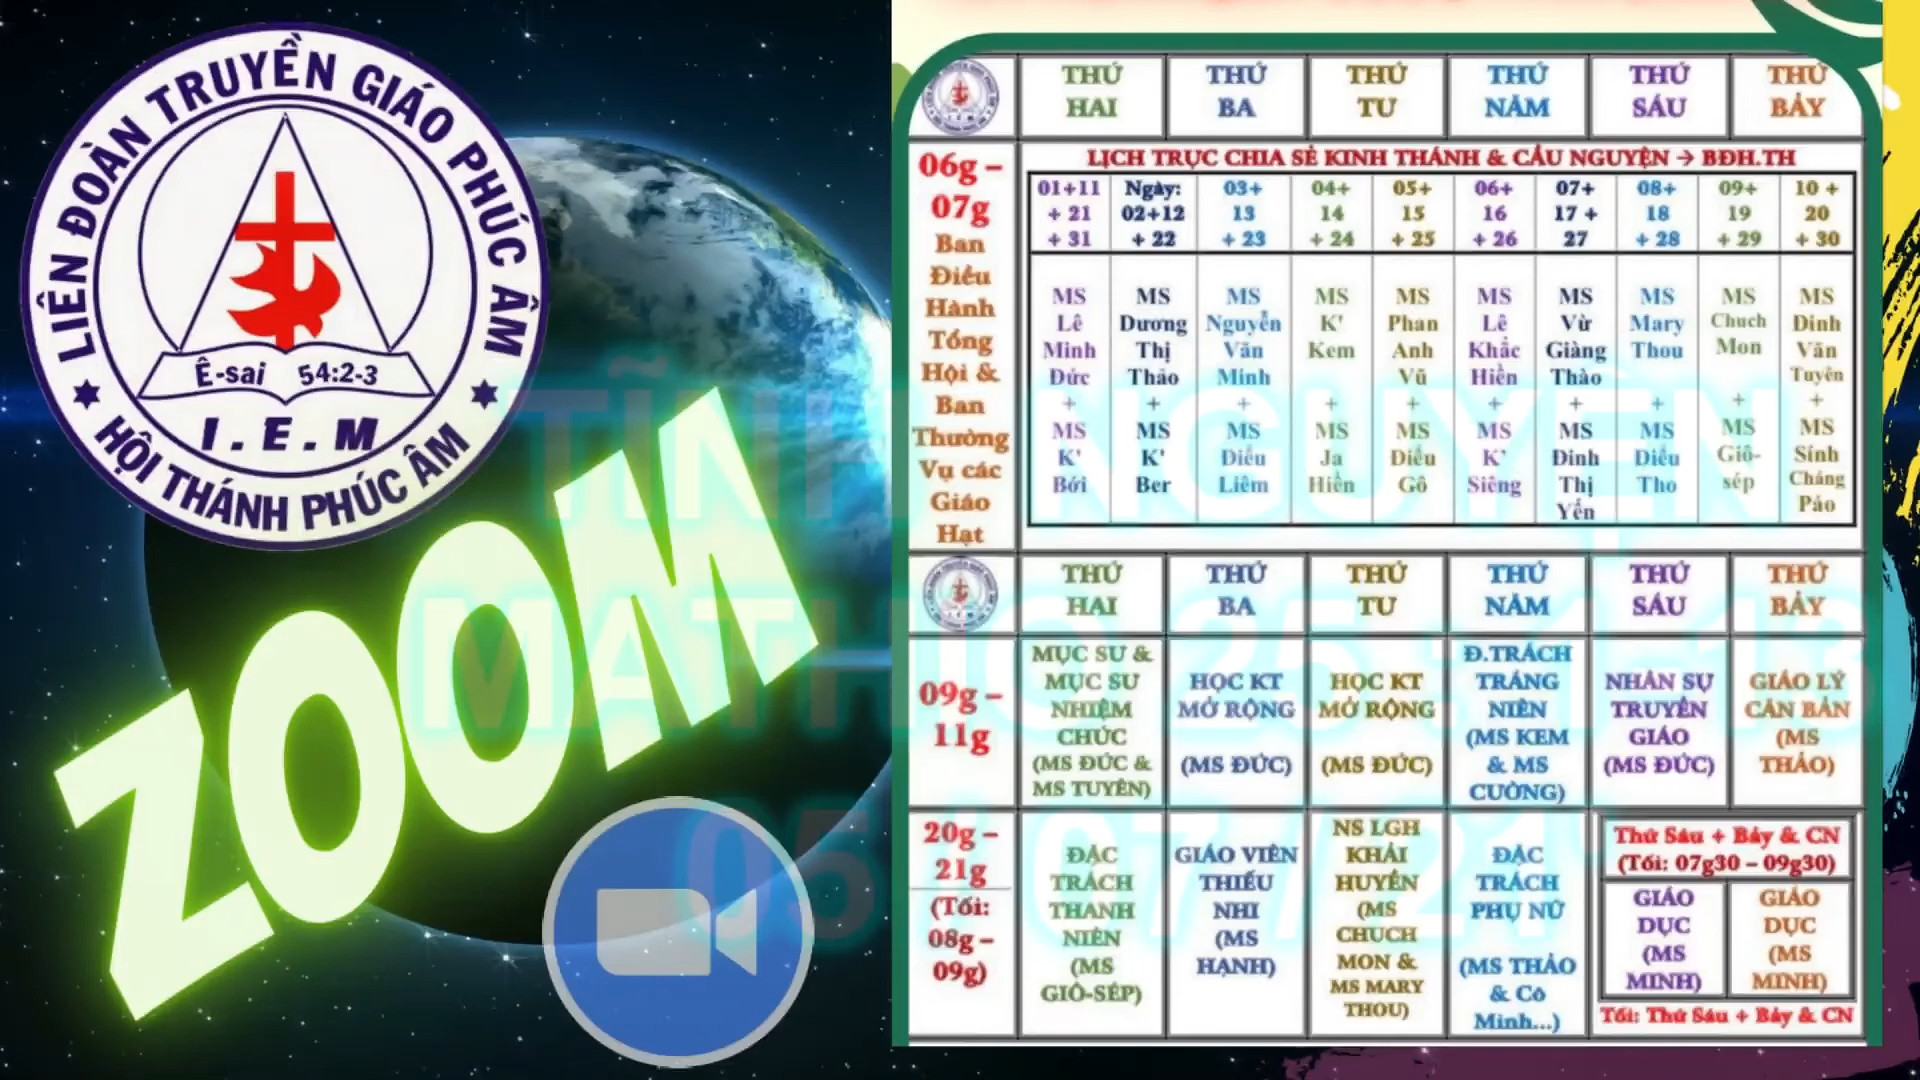 LIÊN ĐOÀN TRUYỀN GIÁO PHÚC ÂM
Ê-sai 54:2-3
I.E.M
HỘI THÁNH PHÚC ÂM
ZOOM
TĨNH NGUYỆN
MATHIO 25 : 1 - 13
05 / 07 / 21
THỨ HAI
THỨ BA
THỨ TƯ
THỨ NĂM
THỨ SÁU
THỨ BẢY
06g –
07g
Ban
Điều
Hành
Tổng
Hội &
Ban
Thường
Vụ các
Giáo
Hạt
LỊCH TRỰC CHIA SẺ KINH THÁNH & CẦU NGUYỆN → BĐH.TH
01+11
+ 21
+ 31
Ngày:
02+12
+ 22
03+
13
+ 23
04+
14
+ 24
05+
15
+ 25
06+
16
+ 26
07+
17 +
27
08+
18
+ 28
09+
19
+ 29
10 +
20
+ 30
MS
Lê
Minh
Đức
+
MS
K'
Bới
MS
Dương
Thị
Thảo
+
MS
K'
Ber
MS
Nguyễn
Văn
Minh
+
MS
Điểu
Liêm
MS
K'
Kem
+
MS
Ja
Hiền
MS
Phan
Anh
Vũ
+
MS
Điểu
Gô
MS
Lê
Khắc
Hiền
+
MS
K'
Siêng
MS
Vừ
Giàng
Thào
+
MS
Đinh
Thị
Yến
MS
Mary
Thou
+
MS
Điểu
Tho
MS
Chuch
Mon
+
MS
Giô-
sép
MS
Đinh
Văn
Tuyên
+
MS
Sính
Cháng
Páo
THỨ HAI
THỨ BA
THỨ TƯ
THỨ NĂM
THỨ SÁU
THỨ BẢY
09g –
11g
MỤC SƯ &
MỤC SƯ
NHIỆM
CHỨC
(MS ĐỨC &
MS TUYÊN)
HỌC KT
MỞ RỘNG
(MS ĐỨC)
HỌC KT
MỞ RỘNG
(MS ĐỨC)
Đ.TRÁCH
TRÁNG
NIÊN
(MS KEM
& MS
CƯỜNG)
NHÂN SỰ
TRUYỀN
GIÁO
(MS ĐỨC)
GIÁO LÝ
CĂN BẢN
(MS
THẢO)
20g –
21g
(Tối:
08g –
09g)
ĐẶC
TRÁCH
THANH
NIÊN
(MS
GIÔ-SÉP)
GIÁO VIÊN
THIẾU
NHI
(MS
HẠNH)
NS LGH
KHẢI
HUYỀN
(MS
CHUCH
MON &
MS MARY
THOU)
ĐẶC
TRÁCH
PHỤ NỮ
(MS THẢO
& Cô
Minh...)
Thứ Sáu + Bảy & CN
(Tối: 07g30 – 09g30)
GIÁO
DỤC
(MS
MINH)
GIÁO
DỤC
(MS
MINH)
Tối: Thứ Sáu + Bảy & CN